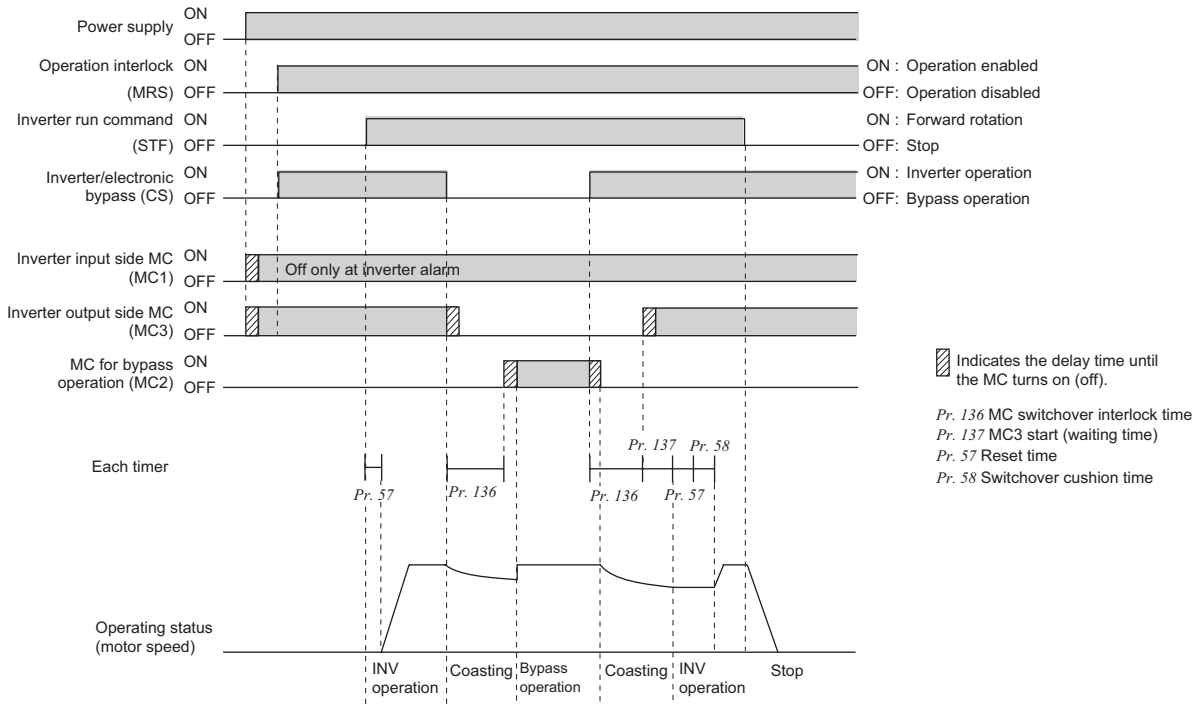 Power supply
ON
OFF
Operation interlock
(MRS)
ON
OFF
ON : Operation enabled
OFF: Operation disabled
Inverter run command
(STF)
ON
OFF
ON : Forward rotation
OFF: Stop
Inverter/electronic
bypass (CS)
ON
OFF
ON : Inverter operation
OFF: Bypass operation
Inverter input side MC
(MC1)
ON
OFF
Off only at inverter alarm
Inverter output side MC
(MC3)
ON
OFF
MC for bypass
operation (MC2)
ON
OFF
Indicates the delay time until
the MC turns on (off).
Pr. 136 MC switchover interlock time
Pr. 137 MC3 start (waiting time)
Pr. 57 Reset time
Pr. 58 Switchover cushion time
Each timer
Pr. 137
Pr. 58
Pr. 57
Pr. 136
Pr. 136
Pr. 57
Operating status
(motor speed)
INV
operation
Coasting
Bypass
operation
Coasting
INV
operation
Stop